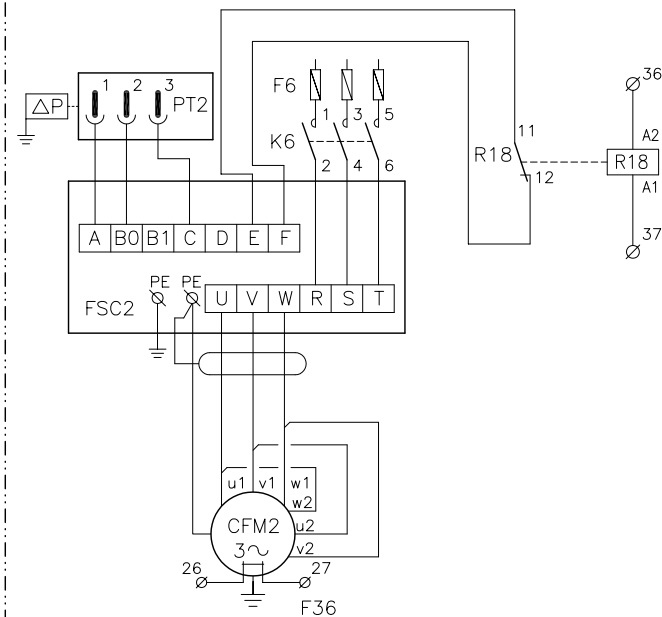 36
1 2 3
F6
ΔP
PT2
1 3 5
K6
11
A2
R18
R18
2 4 6
12
A1
A B0 B1 C D E F
37
PE PE
U V W R S T
FSC2
u1 v1 w1
w2
CFM2
u2
3~
v2
26
27
F36